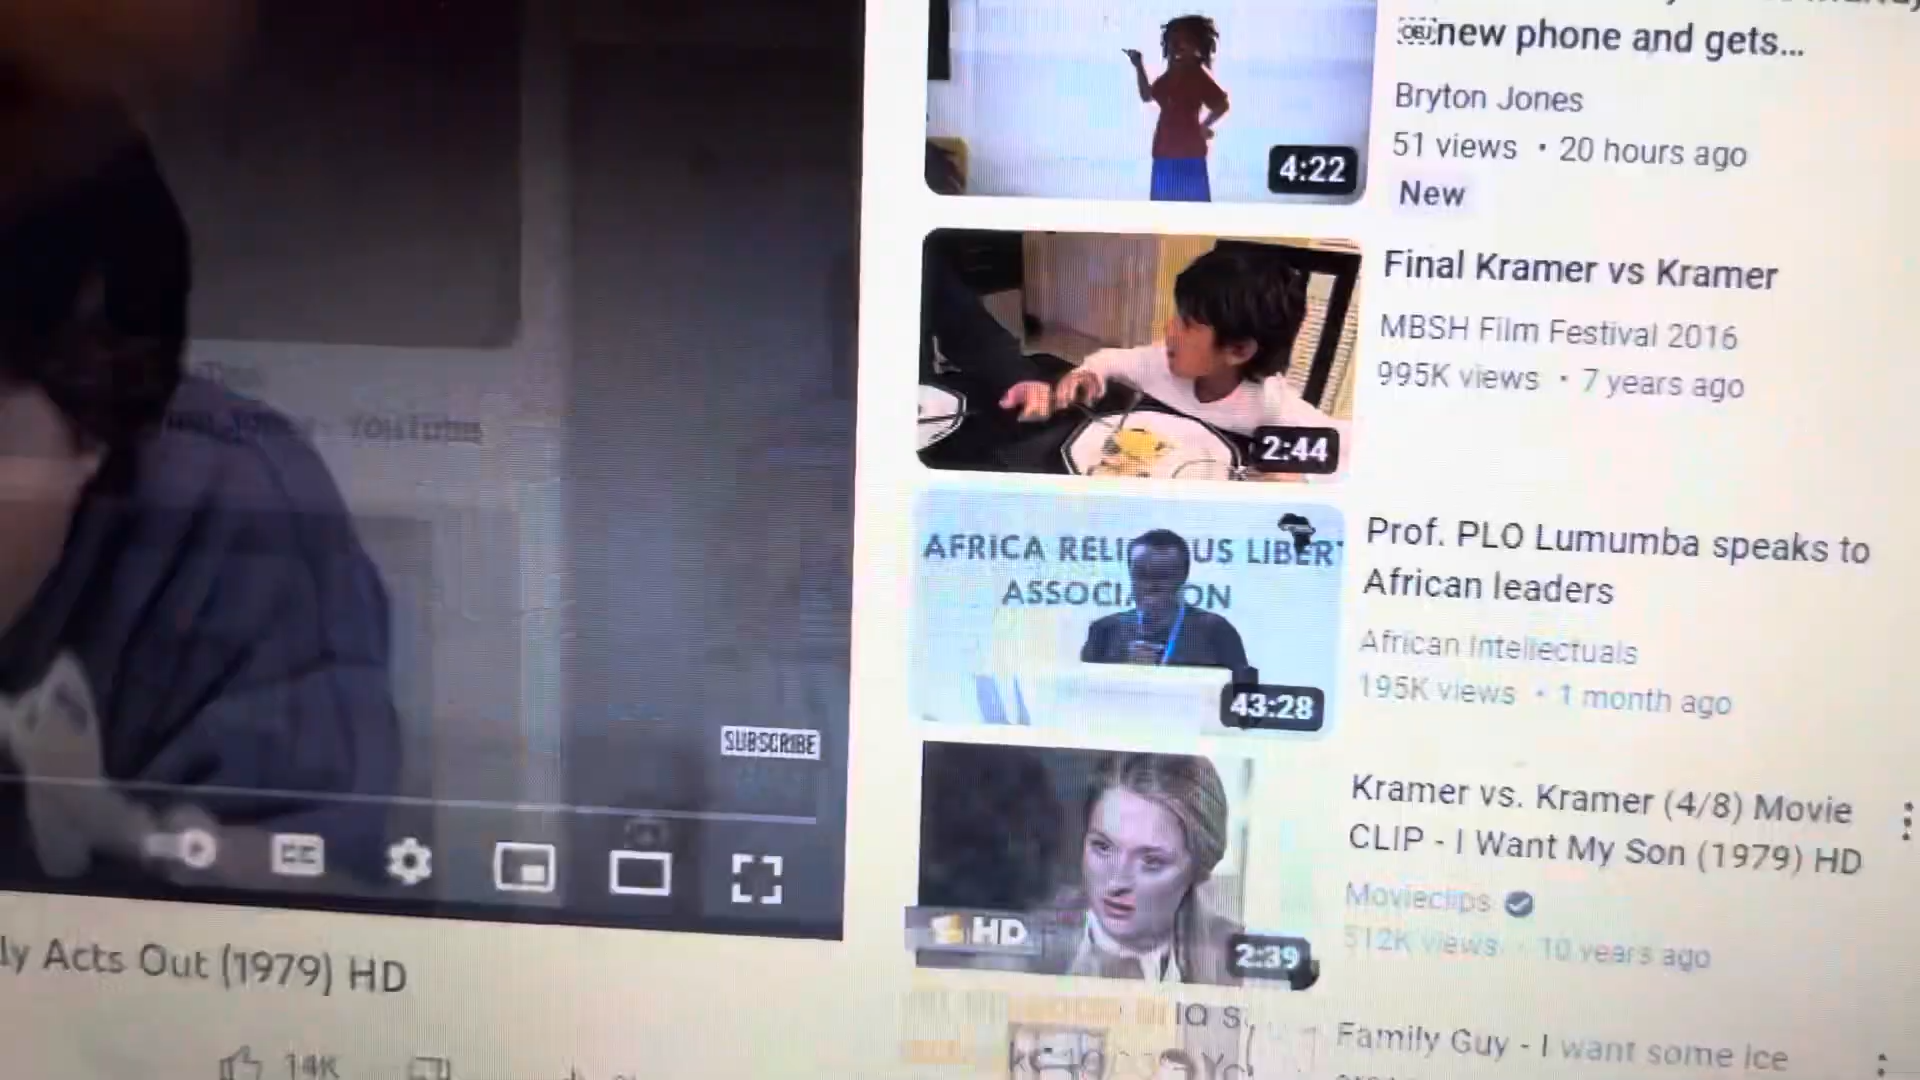 new phone and gets...
Bryton Jones
51 views • 20 hours ago
New
4:22
Final Kramer vs Kramer
MBSH Film Festival 2016
995K views • 7 years ago
2:44
AFRICA RELI US LIBERT
ASSOCIA ON
43:28
Prof. PLO Lumumba speaks to
African leaders
African Intellectuals
195K views • 1 month ago
HD
2:39
Kramer vs. Kramer (4/8) Movie
CLIP - I Want My Son (1979) HD
Movieclips
512K views • 10 years ago
Family Guy - I want some ice
YouTube
SUBSCRIBE
CC
ly Acts Out (1979) HD
14K